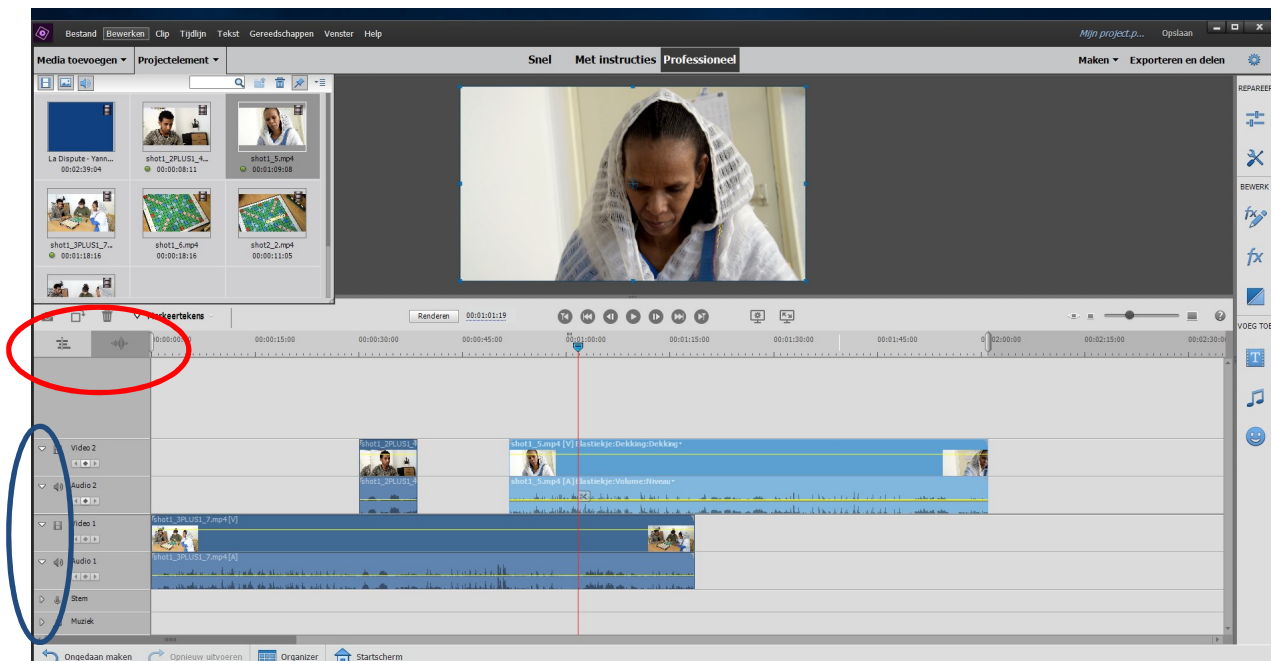 Bestand Bewerken Clip Tijdlijn Tekst Gereedschappen Venster Help
Mijn project.p... Opslaan
Media toevoegen Projectelement
Snel Met instructies Professioneel
Maken Exporteren en delen
REPAREER
La Dispute - Yann... shot1_2PLUS1_4... shot1_5.mp4
00:02:39:04 00:00:08:11 00:01:09:08
BEWERK
shot1_3PLUS1_7... shot1_6.mp4 shot2_2.mp4
00:01:18:16 00:00:18:16 00:00:11:05
Markeertekens
Renderen 00:01:01:19
VOEG TOE
00:00:15:00 00:00:30:00 00:00:45:00 00:01:00:00 00:01:15:00 00:01:30:00 00:01:45:00 02:00:00 00:02:15:00 00:02:30:0
Video 2
shot1_2PLUS1_4
shot1_5.mp4 [V] Elastiekje:Dekking:Dekking
Audio 2
shot1_2PLUS1_4
shot1_5.mp4 [A] Elastiekje:Volume:Niveau
Video 1
shot1_3PLUS1_7.mp4 [V]
Audio 1
shot1_3PLUS1_7.mp4 [A]
Stem
Muziek
Ongedaan maken Opnieuw uitvoeren Organizer Startscherm